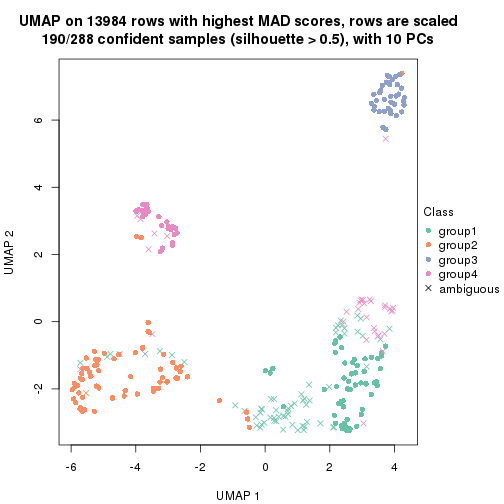 UMAP on 13984 rows with highest MAD scores, rows are scaled
190/288 confident samples (silhouette > 0.5), with 10 PCs
6
4
2
0
-2
UMAP 2
-6
-4
-2
0
2
4
UMAP 1
Class
group1
group2
group3
group4
ambiguous